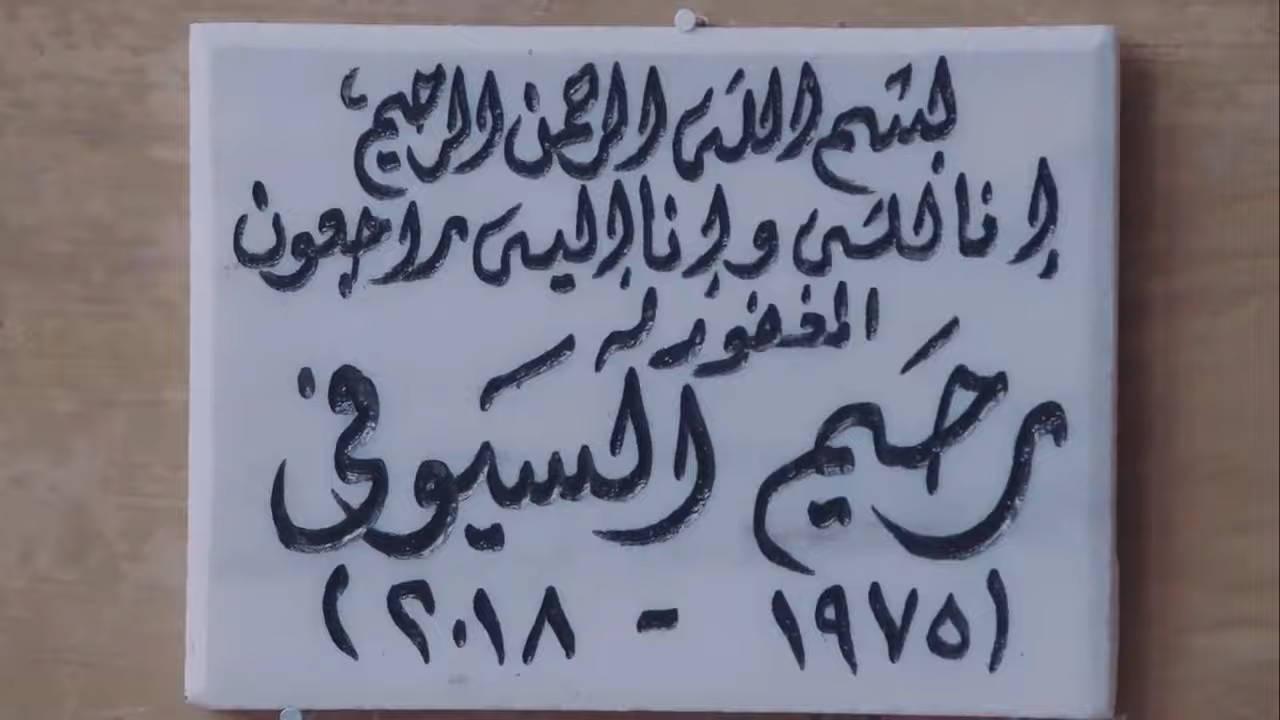 بسم الله الرحمن الرحيم
إنا لله وإنا إليه راجعون
المغفور له
رحيم السيوفي
(١٩٧٥ - ٢٠١٨)